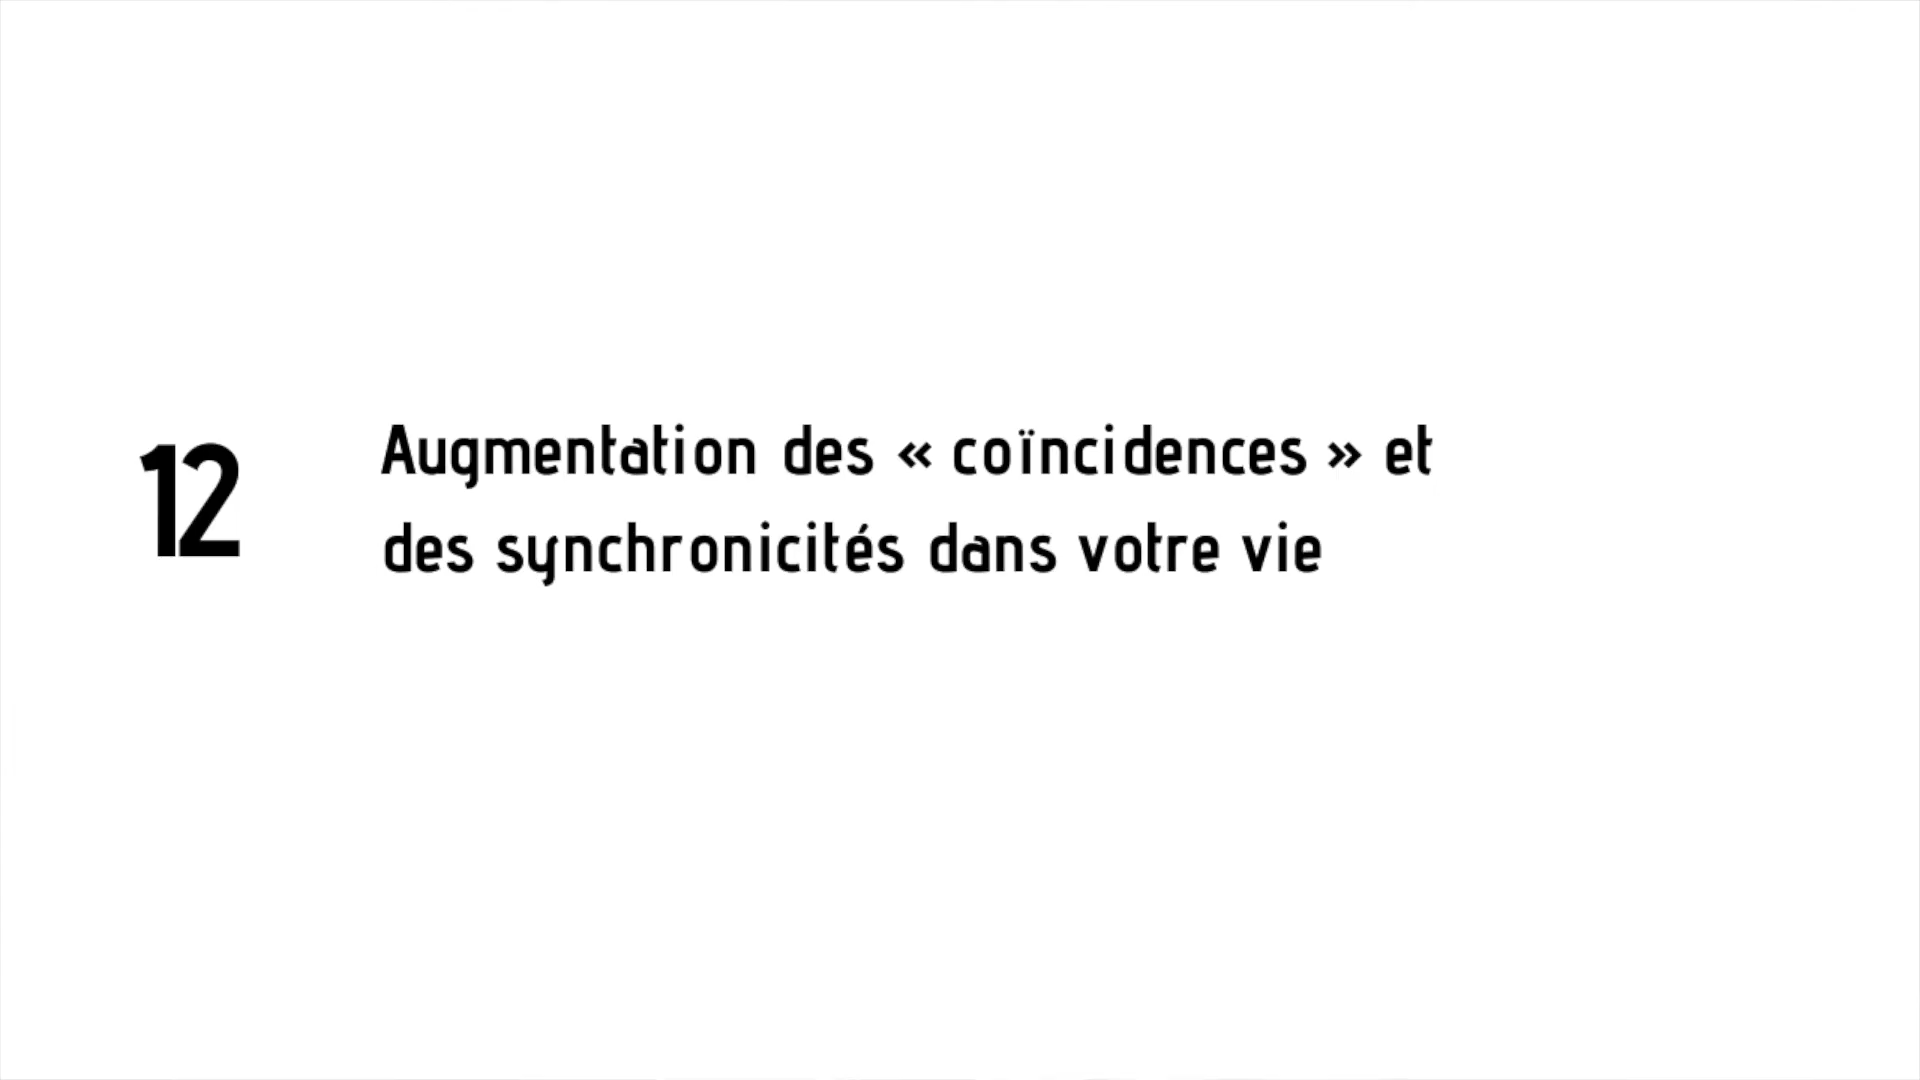 12
Augmentation des « coïncidences » et
des synchronicités dans votre vie